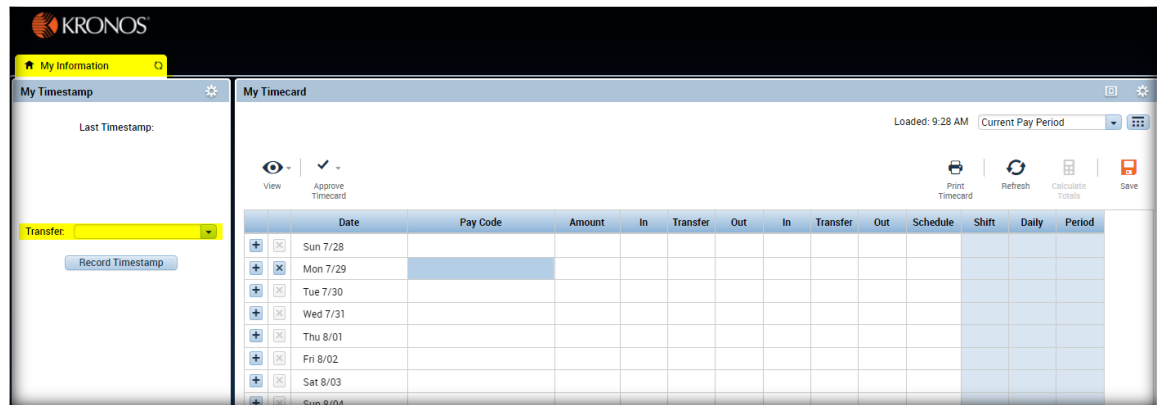 KRONOS
My Information
My Timestamp
Last Timestamp:
Transfer:
Record Timestamp
My Timecard
Loaded: 9:28 AM Current Pay Period
View
Approve Timecard
Print Timecard
Refresh
Calculate Totals
Save
Date Pay Code Amount In Transfer Out In Transfer Out Schedule Shift Daily Period
Sun 7/28
Mon 7/29
Tue 7/30
Wed 7/31
Thu 8/01
Fri 8/02
Sat 8/03
Sun 8/04